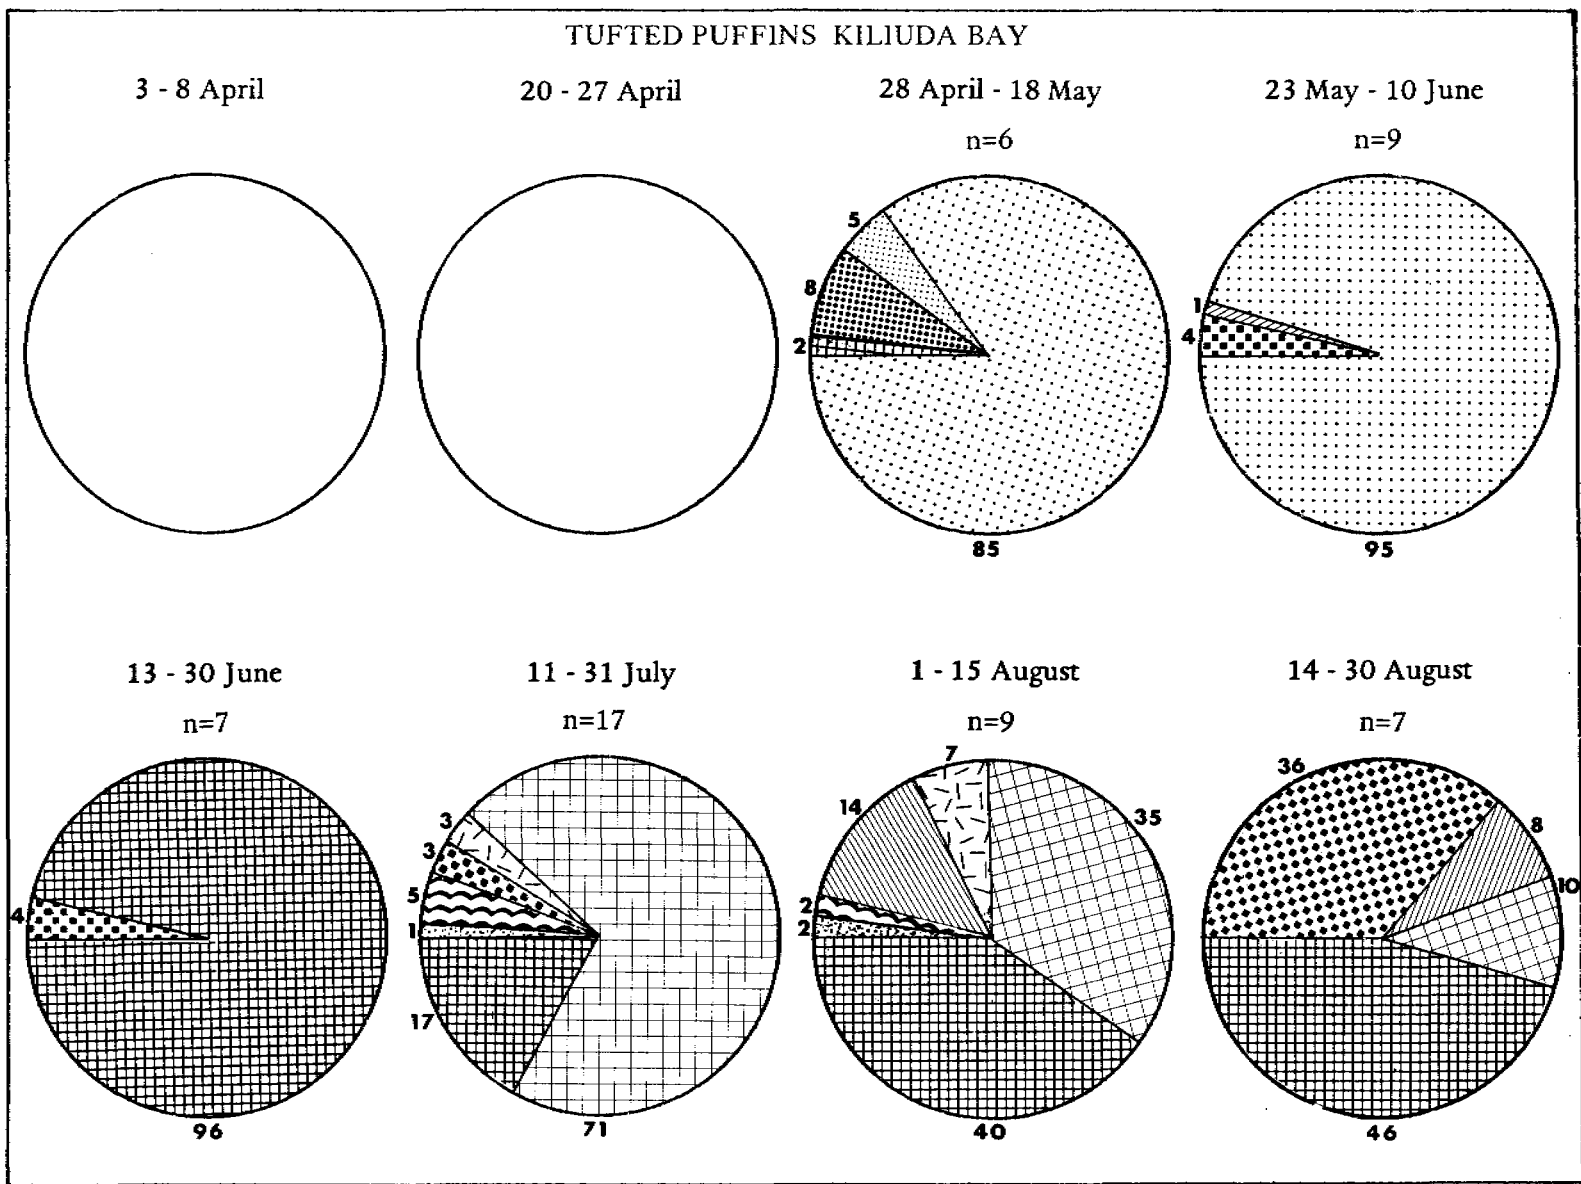 TUFTED PUFFINS KILIUDA BAY
3 - 8 April
20 - 27 April
28 April - 18 May
n=6
23 May - 10 June
n=9
5
8
2
85
1
4
95
13 - 30 June
n=7
11 - 31 July
n=17
1 - 15 August
n=9
14 - 30 August
n=7
4
96
3
3
5
1
17
71
7
14
35
2
2
40
36
8
10
46